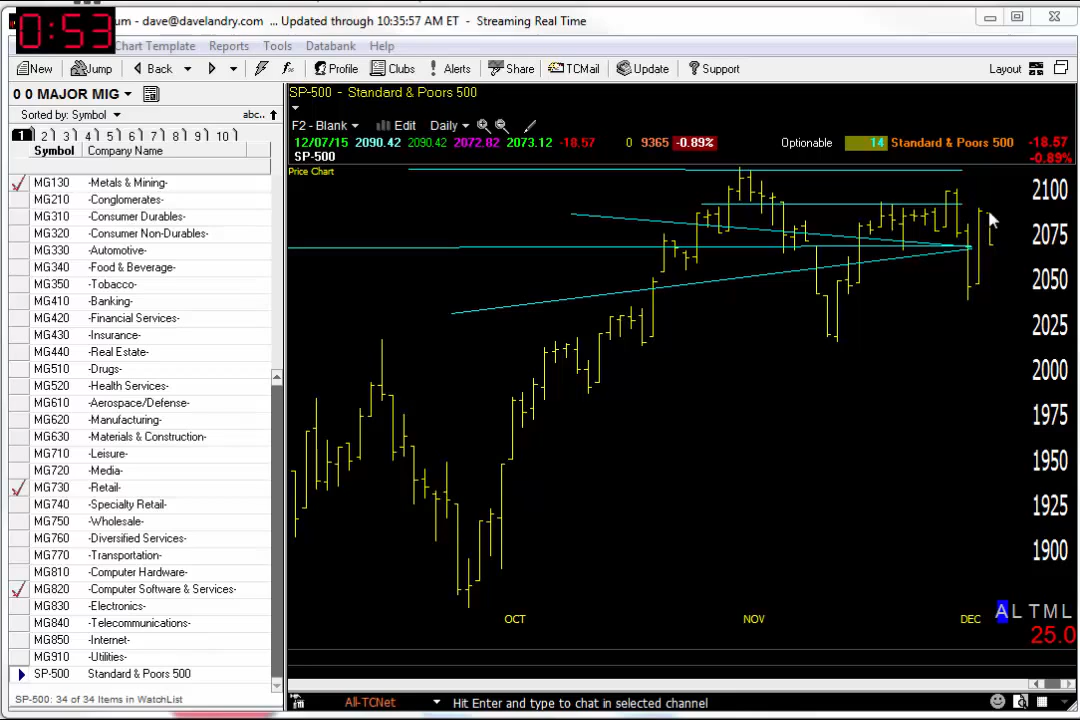 0:53
um - dave@davelandry.com ... Updated through 10:35:57 AM ET - Streaming Real Time
Chart Template Reports Tools Databank Help
New Jump Back Profile Clubs Alerts Share TCMail Update Support Layout
0 0 MAJOR MIG
Sorted by: Symbol abc..
1 2 3 4 5 6 7 8 9 10
Symbol Company Name
MG130 -Metals & Mining-
MG210 -Conglomerates-
MG310 -Consumer Durables-
MG320 -Consumer Non-Durables-
MG330 -Automotive-
MG340 -Food & Beverage-
MG350 -Tobacco-
MG410 -Banking-
MG420 -Financial Services-
MG430 -Insurance-
MG440 -Real Estate-
MG510 -Drugs-
MG520 -Health Services-
MG610 -Aerospace/Defense-
MG620 -Manufacturing-
MG630 -Materials & Construction-
MG710 -Leisure-
MG720 -Media-
MG730 -Retail-
MG740 -Specialty Retail-
MG750 -Wholesale-
MG760 -Diversified Services-
MG770 -Transportation-
MG810 -Computer Hardware-
MG820 -Computer Software & Services-
MG830 -Electronics-
MG840 -Telecommunications-
MG850 -Internet-
MG910 -Utilities-
SP-500 Standard & Poors 500
SP-500: 34 of 34 Items in WatchList
SP-500 - Standard & Poors 500
F2 - Blank Edit Daily
12/07/15 2090.42 2090.42 2072.82 2073.12 -18.57 0 9365 -0.89% Optionable 14 Standard & Poors 500 -18.57
SP-500 -0.89%
Price Chart
2100
2075
2050
2025
2000
1975
1950
1925
1900
A L T M L
OCT NOV DEC
25.0
All-TCNet Hit Enter and type to chat in selected channel